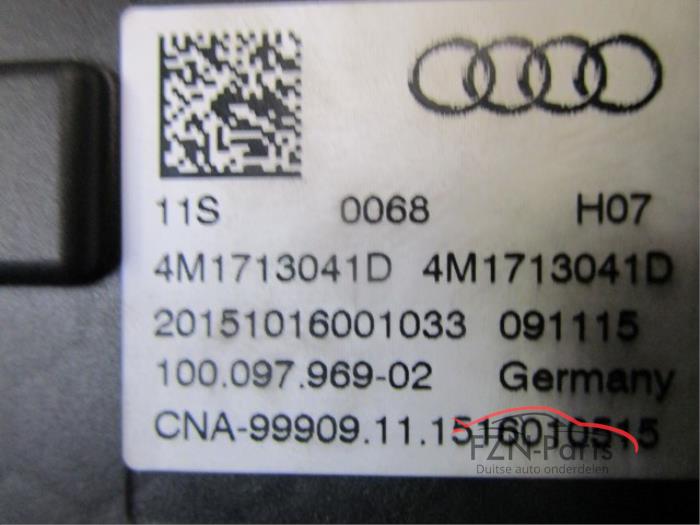 11S 0068 H07
4M1713041D 4M1713041D
20151016001033 091115
100.097.969-02 Germany
CNA-99909.11.1516010515
FZN-Parts
Duitse auto onderdelen